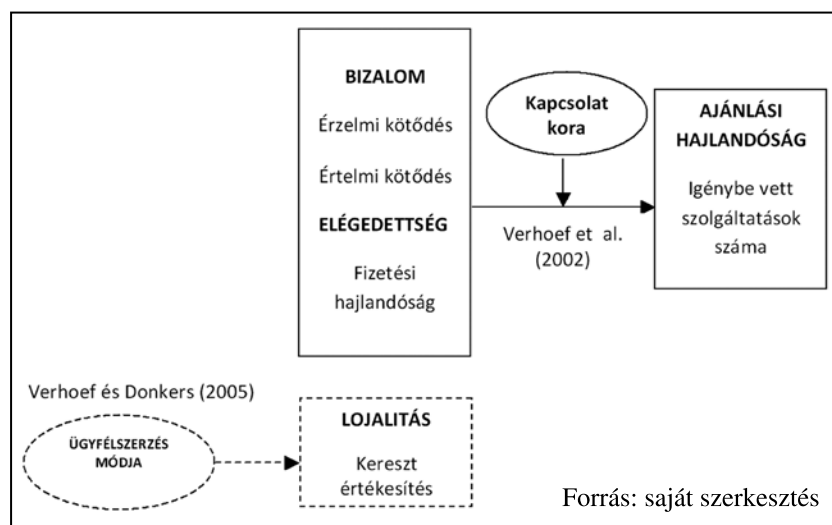 BIZALOM
Érzelmi kötődés
Értelmi kötődés
ELÉGEDETTSÉG
Fizetési
hajlandóság
Kapcsolat
kora
Verhoef et al.
(2002)
AJÁNLÁSI
HAJLANDÓSÁG
Igénybe vett
szolgáltatások
száma
Verhoef és Donkers (2005)
ÜGYFÉLSZERZÉS
MÓDJA
LOJALITÁS
Kereszt
értékesítés
Forrás: saját szerkesztés